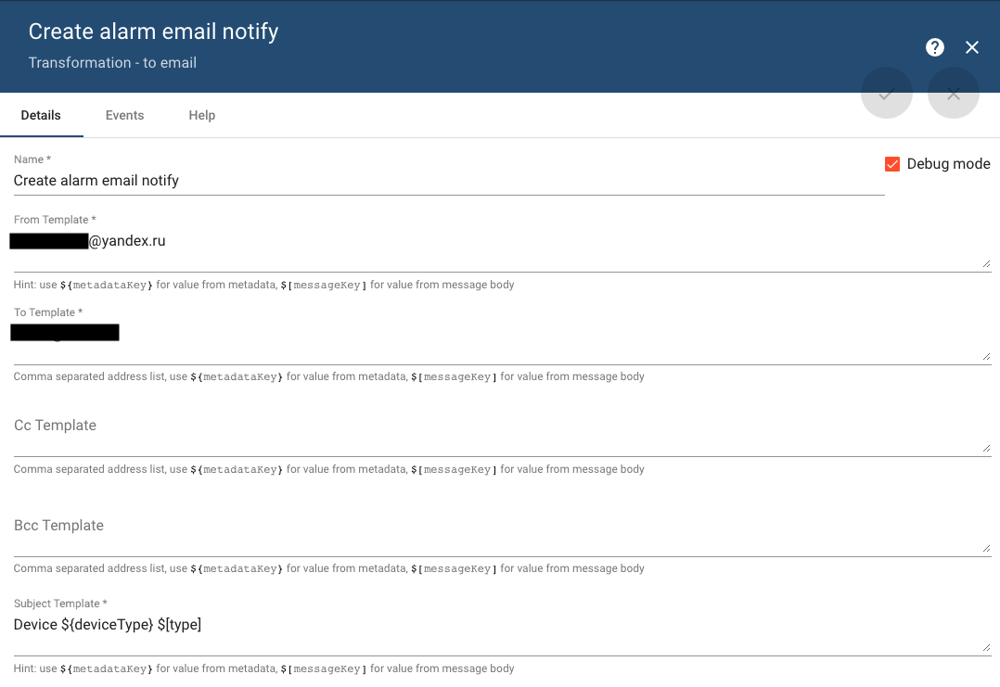 Create alarm email notify
Transformation - to email
Details Events Help
Name *
Debug mode
Create alarm email notify
From Template *
@yandex.ru
Hint: use ${metadataKey} for value from metadata, $[messageKey] for value from message body
To Template *
Comma separated address list, use ${metadataKey} for value from metadata, $[messageKey] for value from message body
Cc Template
Comma separated address list, use ${metadataKey} for value from metadata, $[messageKey] for value from message body
Bcc Template
Comma separated address list, use ${metadataKey} for value from metadata, $[messageKey] for value from message body
Subject Template *
Device ${deviceType} $[type]
Hint: use ${metadataKey} for value from metadata, $[messageKey] for value from message body